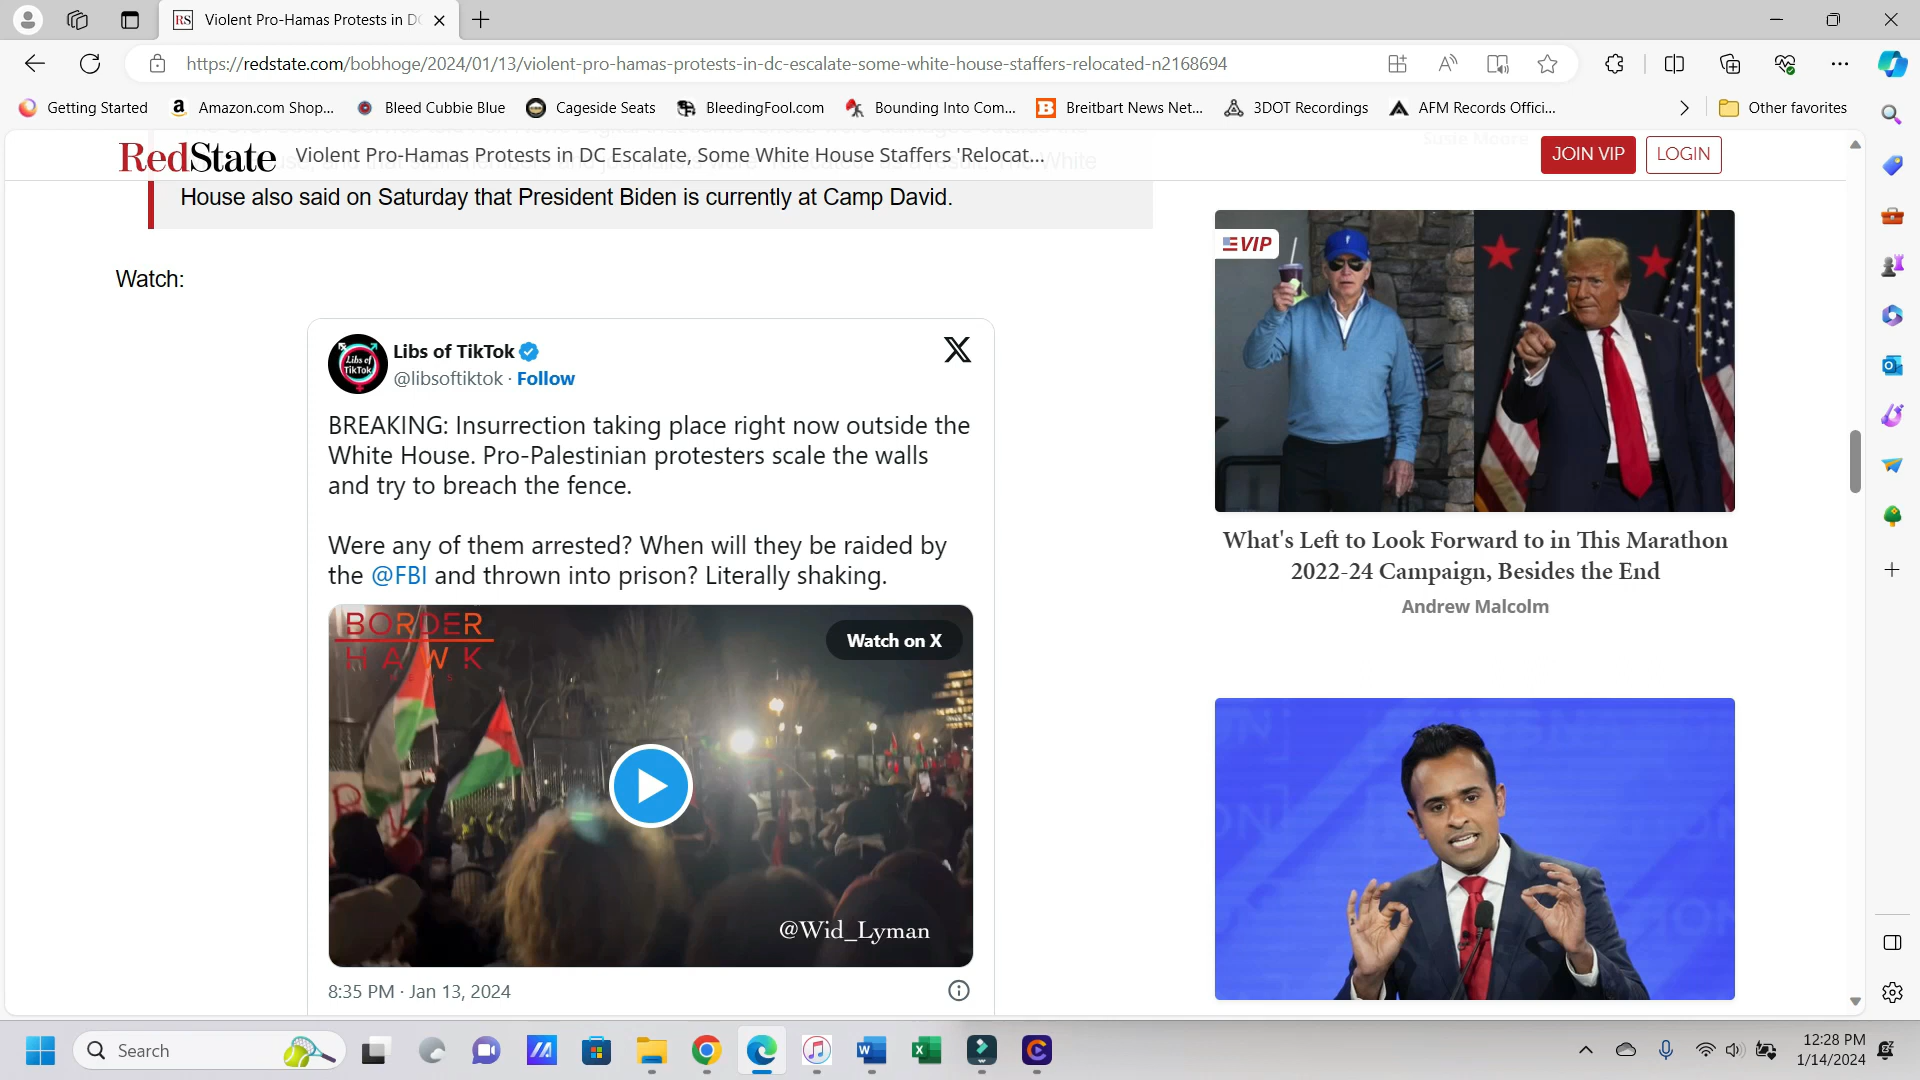 RS Violent Pro-Hamas Protests in DC
https://redstate.com/bobhoge/2024/01/13/violent-pro-hamas-protests-in-dc-escalate-some-white-house-staffers-relocated-n2168694
Getting Started Amazon.com Shop... Bleed Cubbie Blue Cageside Seats BleedingFool.com Bounding Into Com... Breitbart News Net... 3DOT Recordings AFM Records Offici... Other favorites
RedState Violent Pro-Hamas Protests in DC Escalate, Some White House Staffers 'Relocat... JOIN VIP LOGIN
House also said on Saturday that President Biden is currently at Camp David.
Watch:
Libs of TikTok
@libsoftiktok · Follow
BREAKING: Insurrection taking place right now outside the
White House. Pro-Palestinian protesters scale the walls
and try to breach the fence.
Were any of them arrested? When will they be raided by
the @FBI and thrown into prison? Literally shaking.
BORDER
HAWK
NEWS
Watch on X
@Wid_Lyman
8:35 PM · Jan 13, 2024
Susie Moore
VIP
What's Left to Look Forward to in This Marathon
2022-24 Campaign, Besides the End
Andrew Malcolm
Search
12:28 PM
1/14/2024